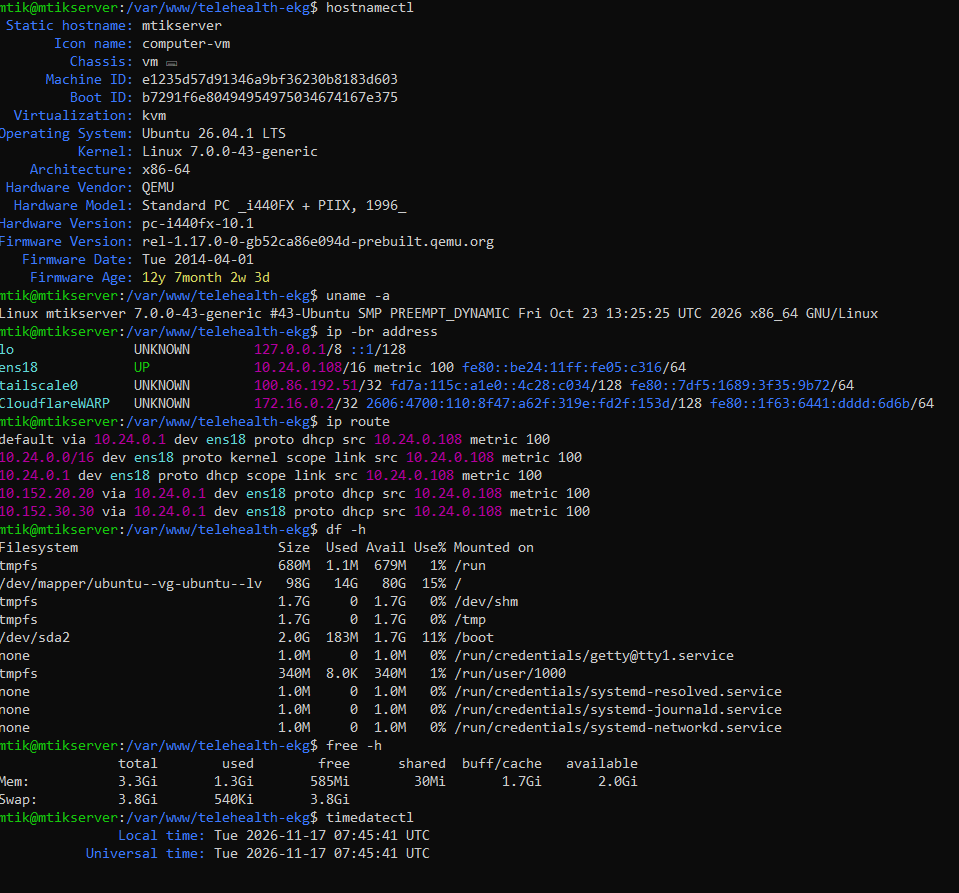 mtik@mtikserver:/var/www/telehealth-ekg$ hostnamectl
Static hostname: mtikserver
Icon name: computer-vm
Chassis: vm
Machine ID: e1235d57d91346a9bf36230b8183d603
Boot ID: b7291f6e80494954975034674167e375
Virtualization: kvm
Operating System: Ubuntu 26.04.1 LTS
Kernel: Linux 7.0.0-43-generic
Architecture: x86-64
Hardware Vendor: QEMU
Hardware Model: Standard PC _i440FX + PIIX, 1996_
Hardware Version: pc-i440fx-10.1
Firmware Version: rel-1.17.0-0-gb52ca86e094d-prebuilt.qemu.org
Firmware Date: Tue 2014-04-01
Firmware Age: 12y 7month 2w 3d
mtik@mtikserver:/var/www/telehealth-ekg$ uname -a
Linux mtikserver 7.0.0-43-generic #43-Ubuntu SMP PREEMPT_DYNAMIC Fri Oct 23 13:25:25 UTC 2026 x86_64 GNU/Linux
mtik@mtikserver:/var/www/telehealth-ekg$ ip -br address
lo UNKNOWN 127.0.0.1/8 ::1/128
ens18 UP 10.24.0.108/16 metric 100 fe80::be24:11ff:fe05:c316/64
tailscale0 UNKNOWN 100.86.192.51/32 fd7a:115c:a1e0::4c28:c034/128 fe80::7df5:1689:3f35:9b72/64
CloudflareWARP UNKNOWN 172.16.0.2/32 2606:4700:110:8f47:a62f:319e:fd2f:153d/128 fe80::1f63:6441:dddd:6d6b/64
mtik@mtikserver:/var/www/telehealth-ekg$ ip route
default via 10.24.0.1 dev ens18 proto dhcp src 10.24.0.108 metric 100
10.24.0.0/16 dev ens18 proto kernel scope link src 10.24.0.108 metric 100
10.24.0.1 dev ens18 proto dhcp scope link src 10.24.0.108 metric 100
10.152.20.20 via 10.24.0.1 dev ens18 proto dhcp src 10.24.0.108 metric 100
10.152.30.30 via 10.24.0.1 dev ens18 proto dhcp src 10.24.0.108 metric 100
mtik@mtikserver:/var/www/telehealth-ekg$ df -h
Filesystem Size Used Avail Use% Mounted on
tmpfs 680M 1.1M 679M 1% /run
/dev/mapper/ubuntu--vg-ubuntu--lv 98G 14G 80G 15% /
tmpfs 1.7G 0 1.7G 0% /dev/shm
tmpfs 1.7G 0 1.7G 0% /tmp
/dev/sda2 2.0G 183M 1.7G 11% /boot
none 1.0M 0 1.0M 0% /run/credentials/getty@tty1.service
tmpfs 340M 8.0K 340M 1% /run/user/1000
none 1.0M 0 1.0M 0% /run/credentials/systemd-resolved.service
none 1.0M 0 1.0M 0% /run/credentials/systemd-journald.service
none 1.0M 0 1.0M 0% /run/credentials/systemd-networkd.service
mtik@mtikserver:/var/www/telehealth-ekg$ free -h
total used free shared buff/cache available
Mem: 3.3Gi 1.3Gi 585Mi 30Mi 1.7Gi 2.0Gi
Swap: 3.8Gi 540Ki 3.8Gi
mtik@mtikserver:/var/www/telehealth-ekg$ timedatectl
Local time: Tue 2026-11-17 07:45:41 UTC
Universal time: Tue 2026-11-17 07:45:41 UTC